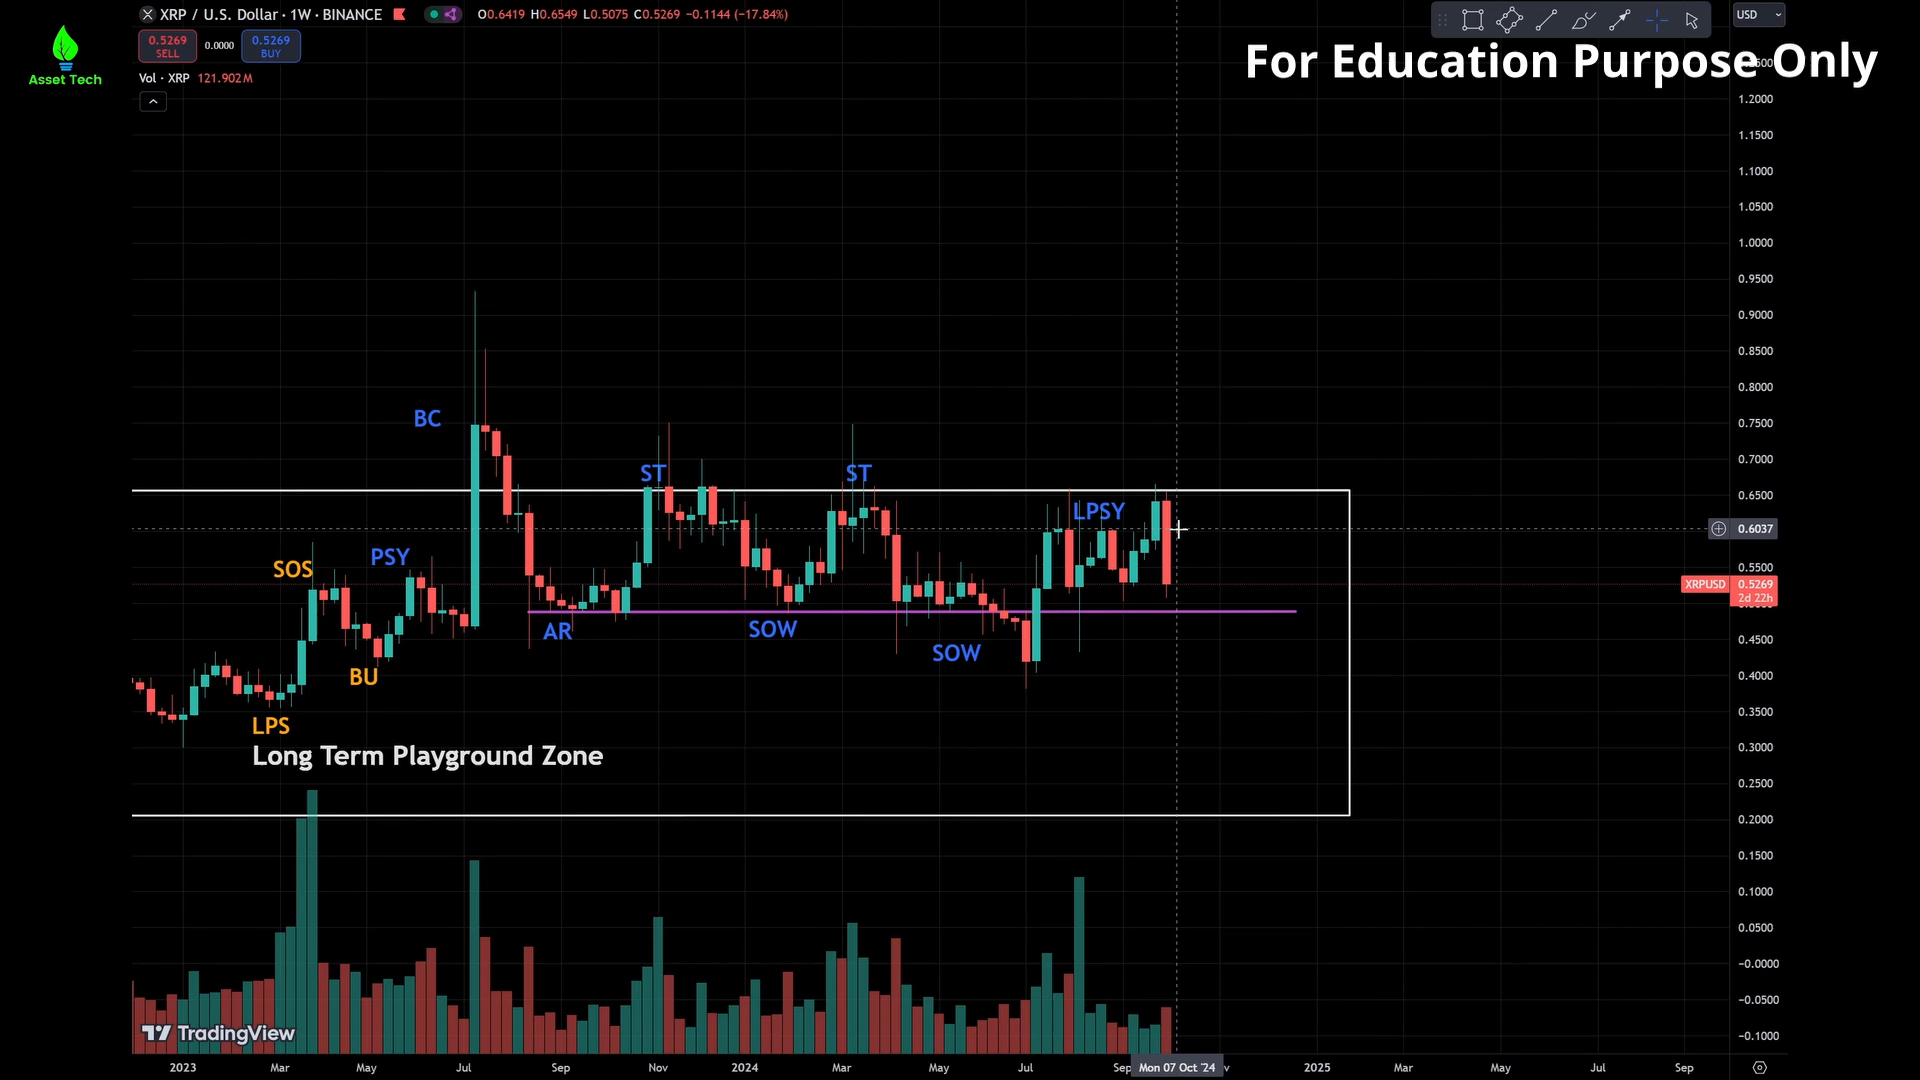 XRP / U.S. Dollar · 1W · BINANCE
O0.6419 H0.6549 L0.5075 C0.5269 −0.1144 (−17.84%)
USD
0.5269
SELL
0.0000
0.5269
BUY
For Education Purpose Only
Asset Tech
Vol · XRP 121.902M
1.2000
1.1500
1.1000
1.0500
1.0000
0.9500
0.9000
0.8500
0.8000
BC
0.7500
0.7000
ST
ST
0.6500
LPSY
0.6037
PSY
SOS
0.5500
XRPUSD
0.5269
2d 22h
AR
SOW
0.4500
SOW
BU
0.4000
0.3500
LPS
Long Term Playground Zone
0.3000
0.2500
0.2000
0.1500
0.1000
0.0500
−0.0000
−0.0500
TradingView
−0.1000
2023
Mar
May
Jul
Sep
Nov
2024
Mar
May
Jul
Sep
Mon 07 Oct '24
2025
Mar
May
Jul
Sep